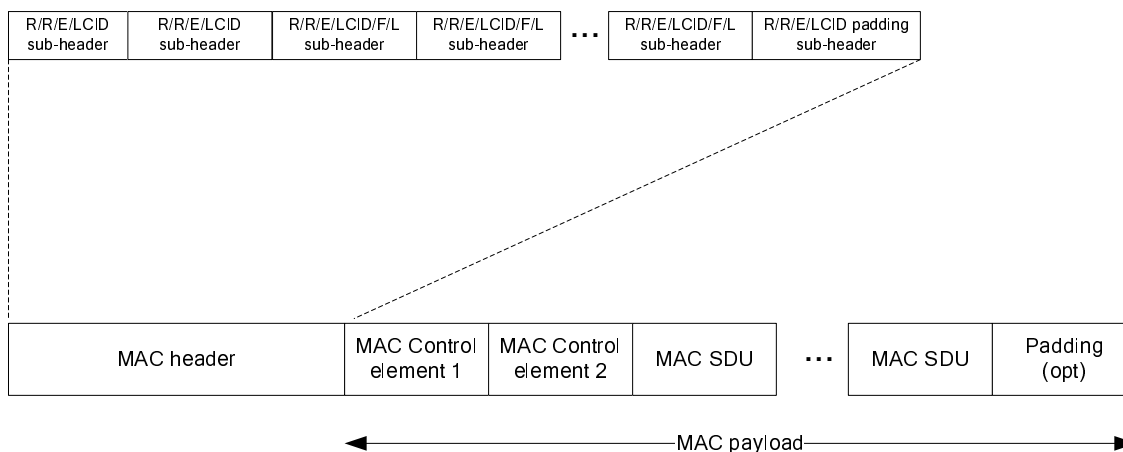 R/R/E/LCID
sub-header
R/R/E/LCID
sub-header
R/R/E/LCID/F/L
sub-header
R/R/E/LCID/F/L
sub-header
...
R/R/E/LCID/F/L
sub-header
R/R/E/LCID padding
sub-header
MAC header
MAC Control
element 1
MAC Control
element 2
MAC SDU
...
MAC SDU
Padding
(opt)
MAC payload